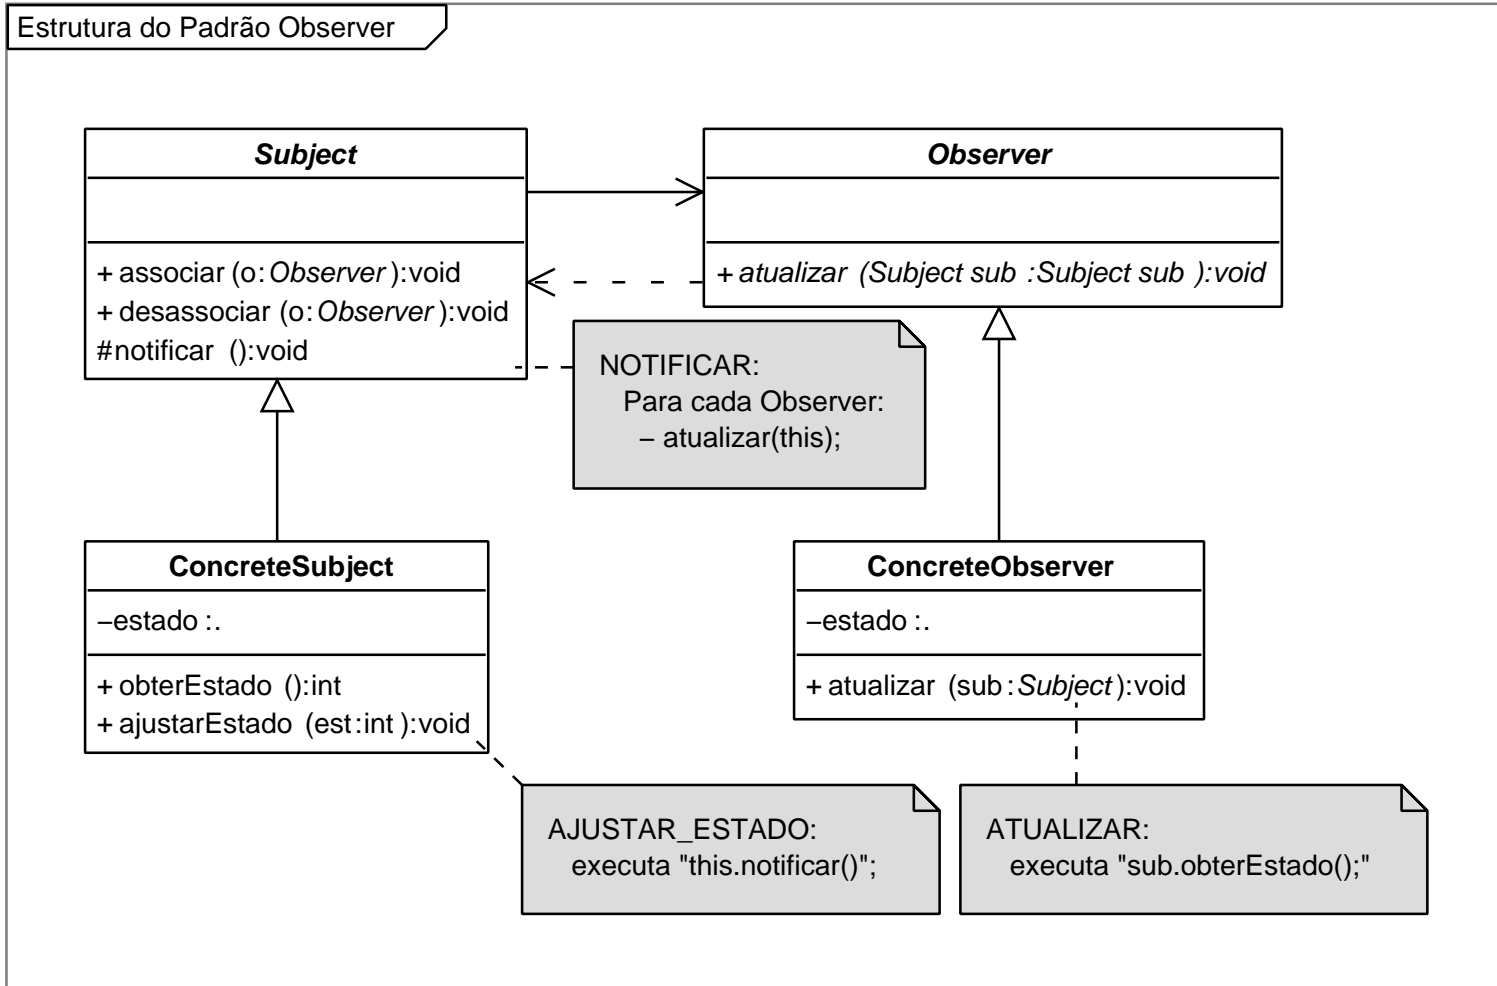 Estrutura do Padrão Observer
Subject
+ associar (o: Observer ):void
+ desassociar (o: Observer ):void
#notificar ():void
Observer
+ atualizar (Subject sub :Subject sub ):void
NOTIFICAR:
Para cada Observer:
– atualizar(this);
ConcreteSubject
–estado :.
+ obterEstado ():int
+ ajustarEstado (est:int ):void
ConcreteObserver
–estado :.
+ atualizar (sub :Subject):void
AJUSTAR_ESTADO:
executa "this.notificar()";
ATUALIZAR:
executa "sub.obterEstado();"